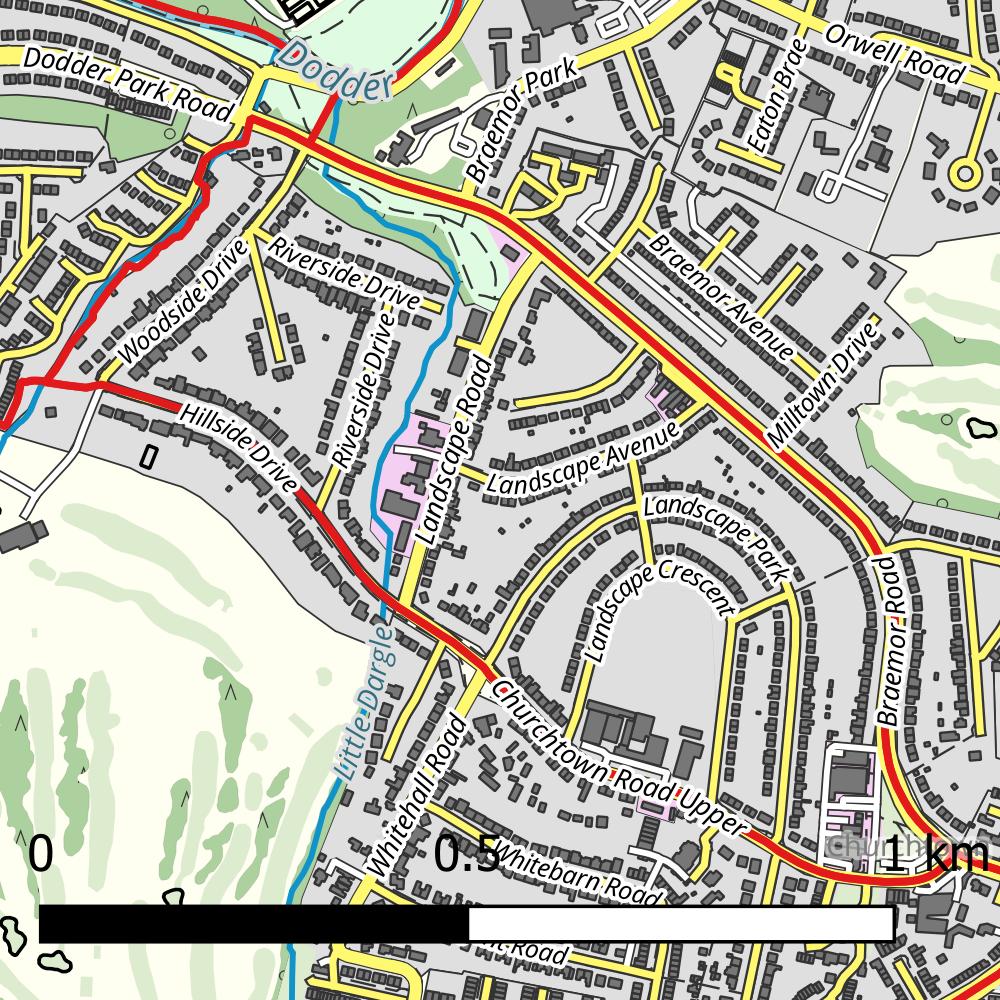 Dodder
Orwell Road
Dodder Park Road
Braemor Park
Eaton Brae
Riverside Drive
Woodside Drive
Braemor Avenue
Riverside Drive
Milltown Drive
Landscape Road
Hillside Drive
Landscape Avenue
Landscape Park
Landscape Crescent
Braemor Road
Little Dargle
Churchtown Road Upper
Whitehall Road
0
0.5
1 km
Whitebarn Road
Road